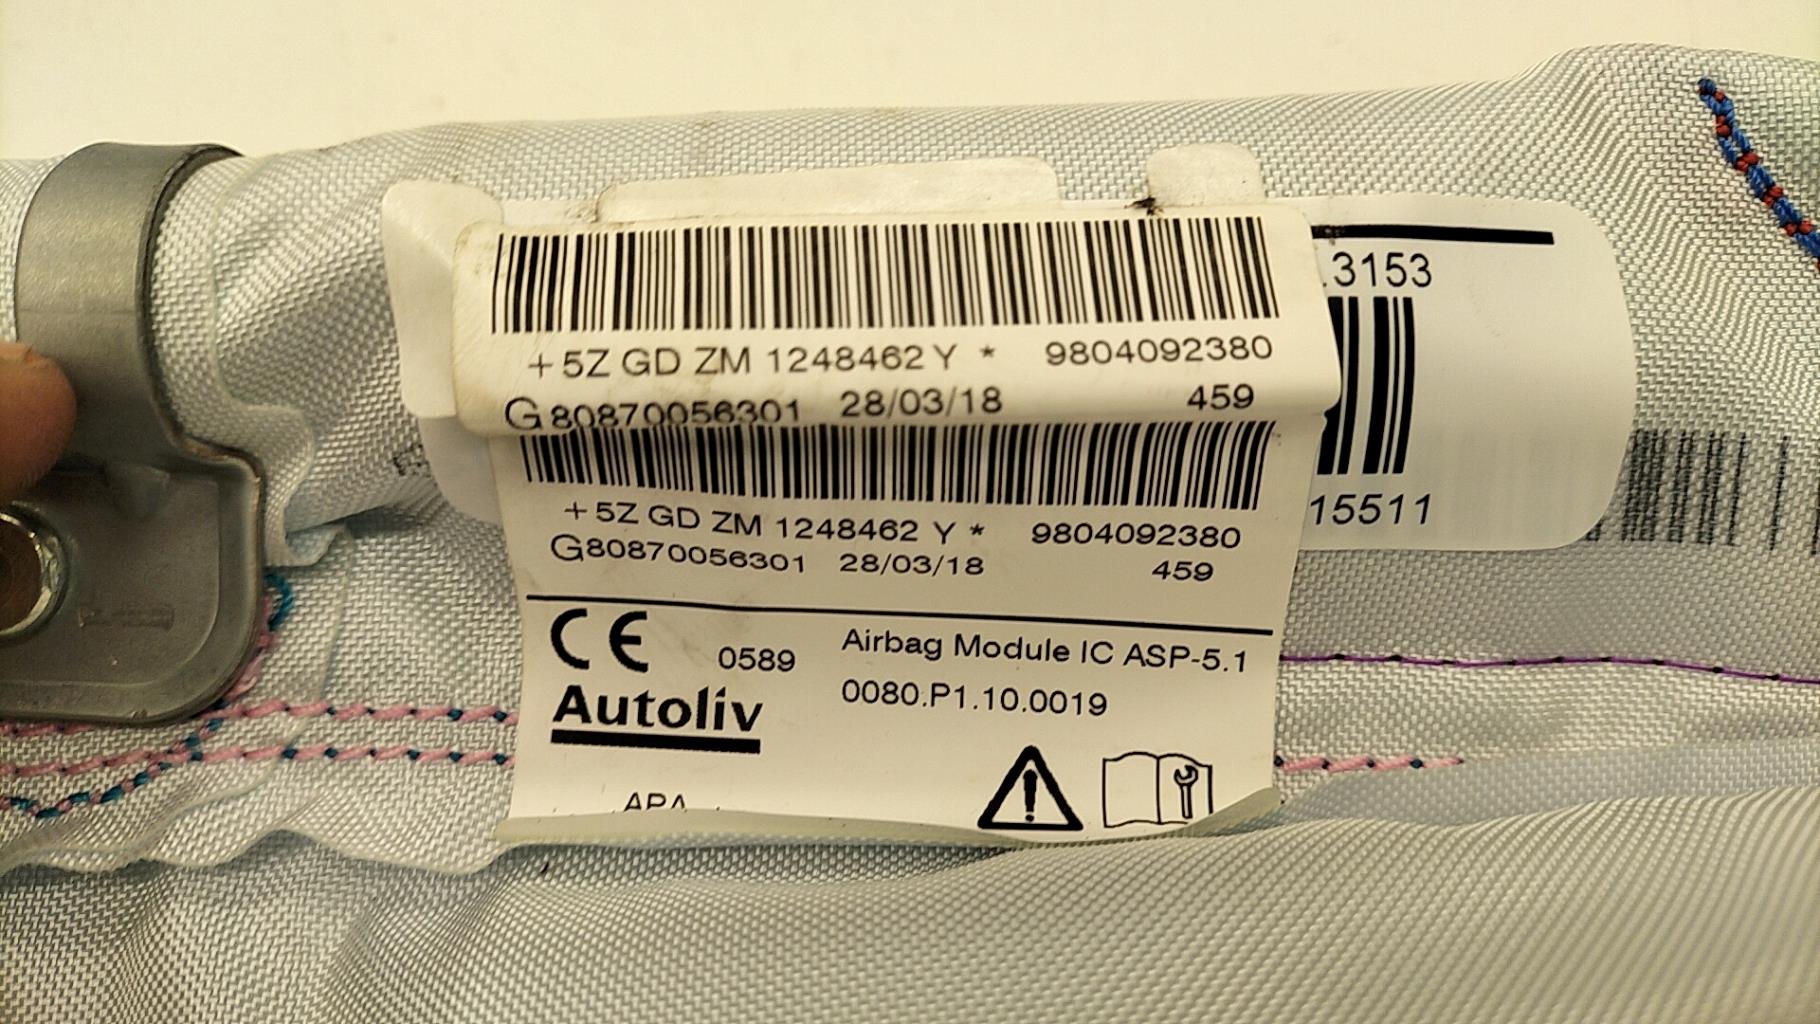 .3153
+ 5Z GD ZM 1248462 Y * 9804092380
G80870056301 28/03/18 459
15511
+ 5Z GD ZM 1248462 Y * 9804092380
G80870056301 28/03/18 459
CE 0589 Airbag Module IC ASP-5.1
Autoliv 0080.P1.10.0019